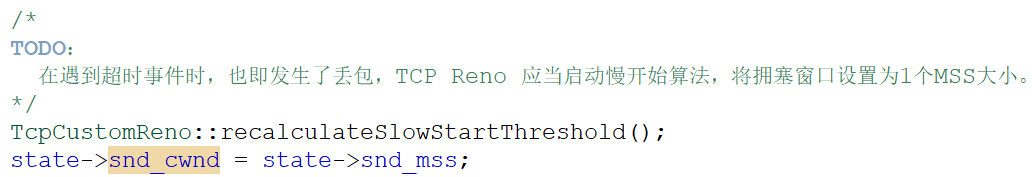 /*
TODO:
在遇到超时事件时，也即发生了丢包，TCP Reno 应当启动慢开始算法，将拥塞窗口设置为1个MSS大小。
*/
TcpCustomReno::recalculateSlowStartThreshold();
state->snd_cwnd = state->snd_mss;